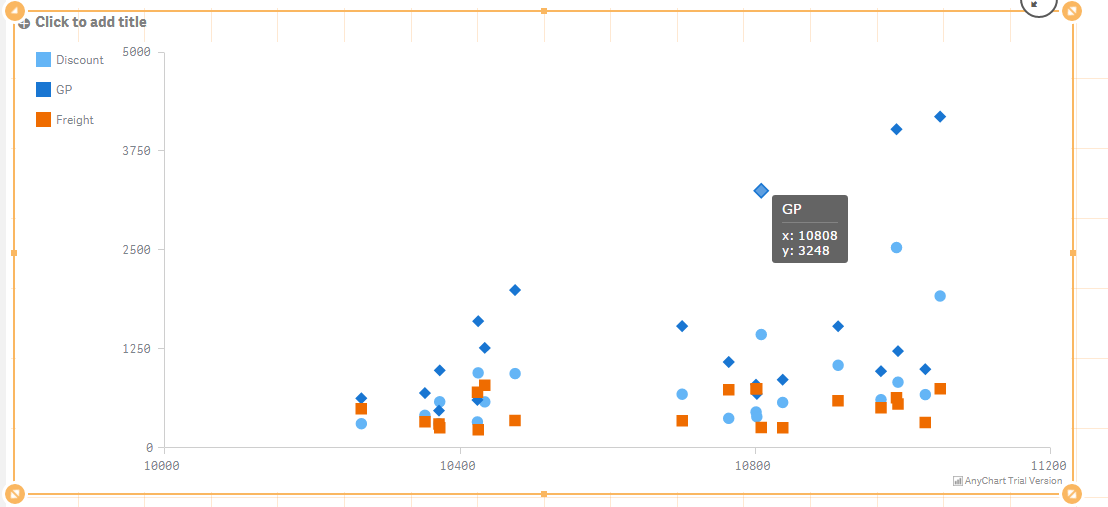 Click to add title
Discount
GP
Freight
5000
3750
2500
1250
0
GP
x: 10808
y: 3248
10000
10400
10800
11200
AnyChart Trial Version